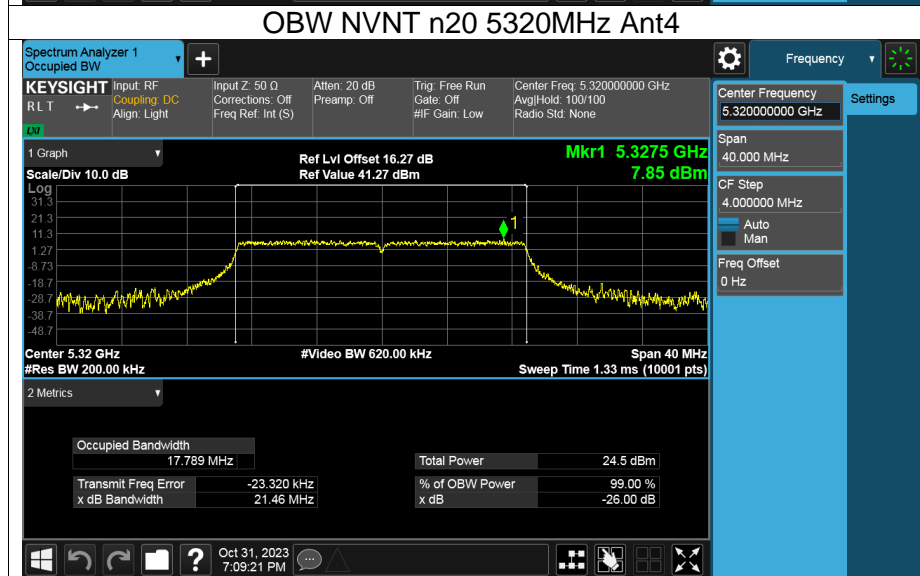 OBW NVNT n20 5320MHz Ant4
Spectrum Analyzer 1
Occupied BW
+
Frequency
KEYSIGHT Input: RF Input Z: 50 Ω Atten: 20 dB Trig: Free Run Center Freq: 5.320000000 GHz
RLT Coupling: DC Corrections: Off Preamp: Off Gate: Off Avg|Hold: 100/100
Align: Light Freq Ref: Int (S) #IF Gain: Low Radio Std: None
LXI
Center Frequency
5.320000000 GHz
Settings
Span
40.000 MHz
CF Step
4.000000 MHz
Auto
Man
Freq Offset
0 Hz
1 Graph
Ref Lvl Offset 16.27 dB
Mkr1 5.3275 GHz
Scale/Div 10.0 dB Ref Value 41.27 dBm 7.85 dBm
Log
31.3
21.3
11.3
1.27
-8.73
-18.7
-28.7
-38.7
-48.7
1
Center 5.32 GHz #Video BW 620.00 kHz Span 40 MHz
#Res BW 200.00 kHz Sweep Time 1.33 ms (10001 pts)
2 Metrics
Occupied Bandwidth
17.789 MHz Total Power 24.5 dBm
Transmit Freq Error -23.320 kHz % of OBW Power 99.00 %
x dB Bandwidth 21.46 MHz x dB -26.00 dB
?
Oct 31, 2023
7:09:21 PM